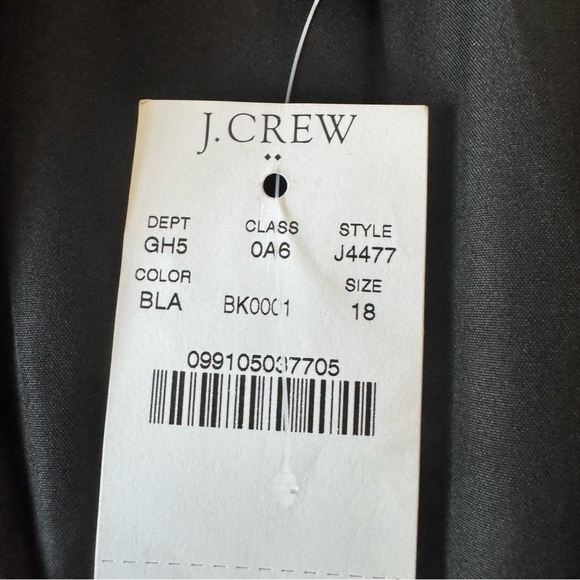 J.CREW
DEPT CLASS STYLE
GH5 0A6 J4477
COLOR SIZE
BLA BK0001 18
099105037705